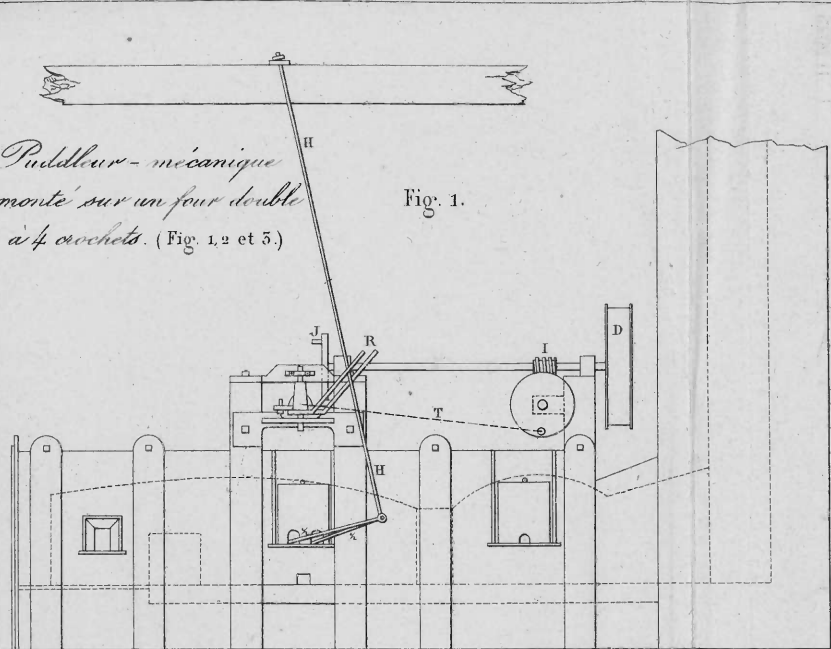 Puddleur - mécanique
monté sur un four double
à 4 crochets. (Fig. 1, 2 et 3.)
Fig. 1.
H
J
R
I
D
T
H
x
x